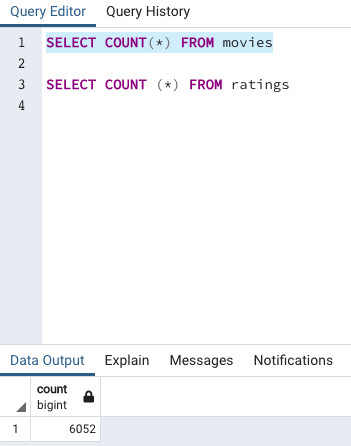 Query Editor Query History
1 SELECT COUNT(*) FROM movies
2
3 SELECT COUNT (*) FROM ratings
4
Data Output Explain Messages Notifications
count
bigint
1 6052